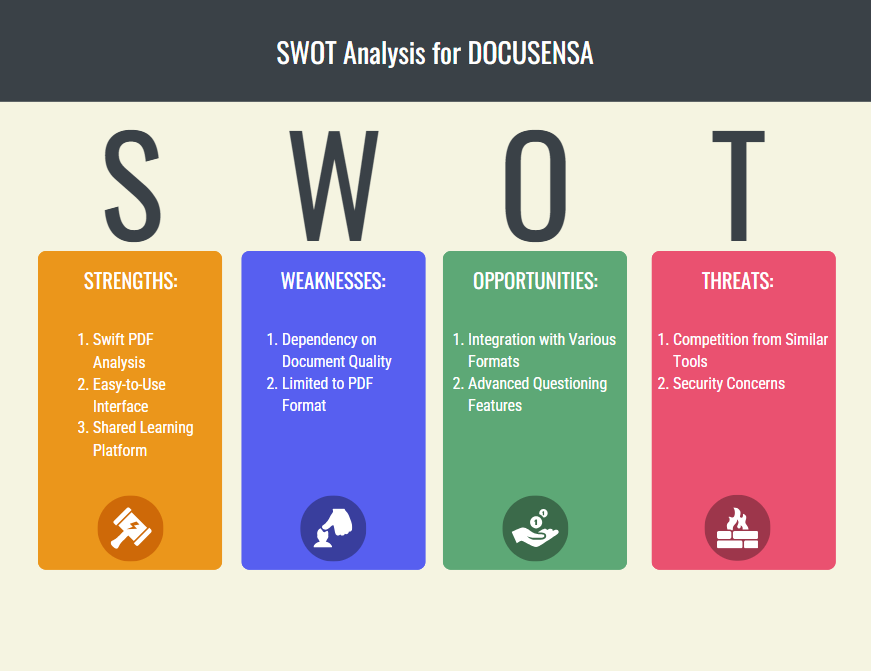 SWOT Analysis for DOCUSENSA
S W O T
STRENGTHS:
1. Swift PDF
Analysis
2. Easy-to-Use
Interface
3. Shared Learning
Platform
WEAKNESSES:
1. Dependency on
Document Quality
2. Limited to PDF
Format
OPPORTUNITIES:
1. Integration with Various
Formats
2. Advanced Questioning
Features
1
1
THREATS:
1. Competition from Similar
Tools
2. Security Concerns